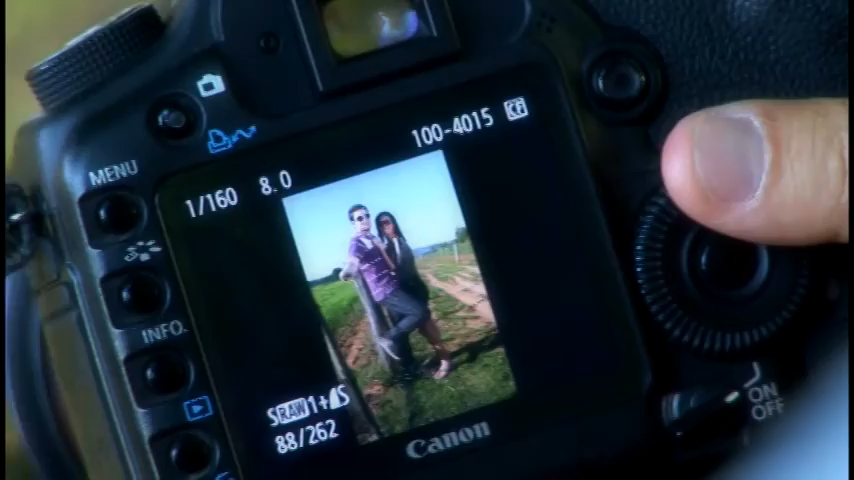 MENU
1/160 8.0
100-4015 CF
INFO.
SRAW1+S
88/262
Canon
ON
OFF